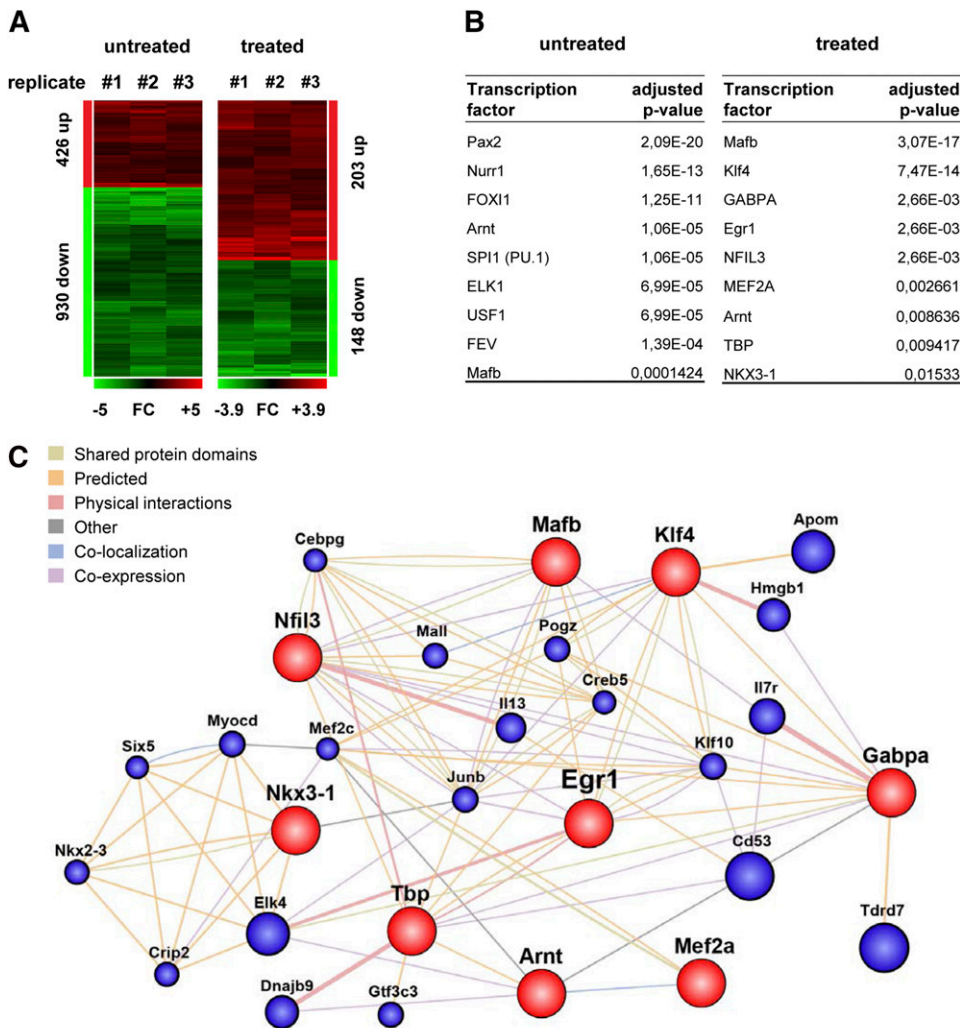 A
untreated treated
replicate #1 #2 #3 #1 #2 #3
426 up
930 down
203 up
148 down
-5 FC +5 -3.9 FC +3.9
B
untreated treated
Transcription factor adjusted p-value Transcription factor adjusted p-value
Pax2 2,09E-20 Mafb 3,07E-17
Nurr1 1,65E-13 Klf4 7,47E-14
FOXI1 1,25E-11 GABPA 2,66E-03
Arnt 1,06E-05 Egr1 2,66E-03
SPI1 (PU.1) 1,06E-05 NFIL3 2,66E-03
ELK1 6,99E-05 MEF2A 0,002661
USF1 6,99E-05 Arnt 0,008636
FEV 1,39E-04 TBP 0,009417
Mafb 0,0001424 NKX3-1 0,01533
C
Shared protein domains
Predicted
Physical interactions
Other
Co-localization
Co-expression
Cebpg
Mafb
Klf4
Apom
Hmgb1
Nfil3
Mall
Pogz
Creb5
Il13
Il7r
Myocd
Mef2c
Six5
Klf10
Gabpa
Junb
Egr1
Nkx3-1
Nkx2-3
Cd53
Elk4
Tbp
Tdrd7
Crip2
Arnt
Mef2a
Dnajb9
Gtf3c3